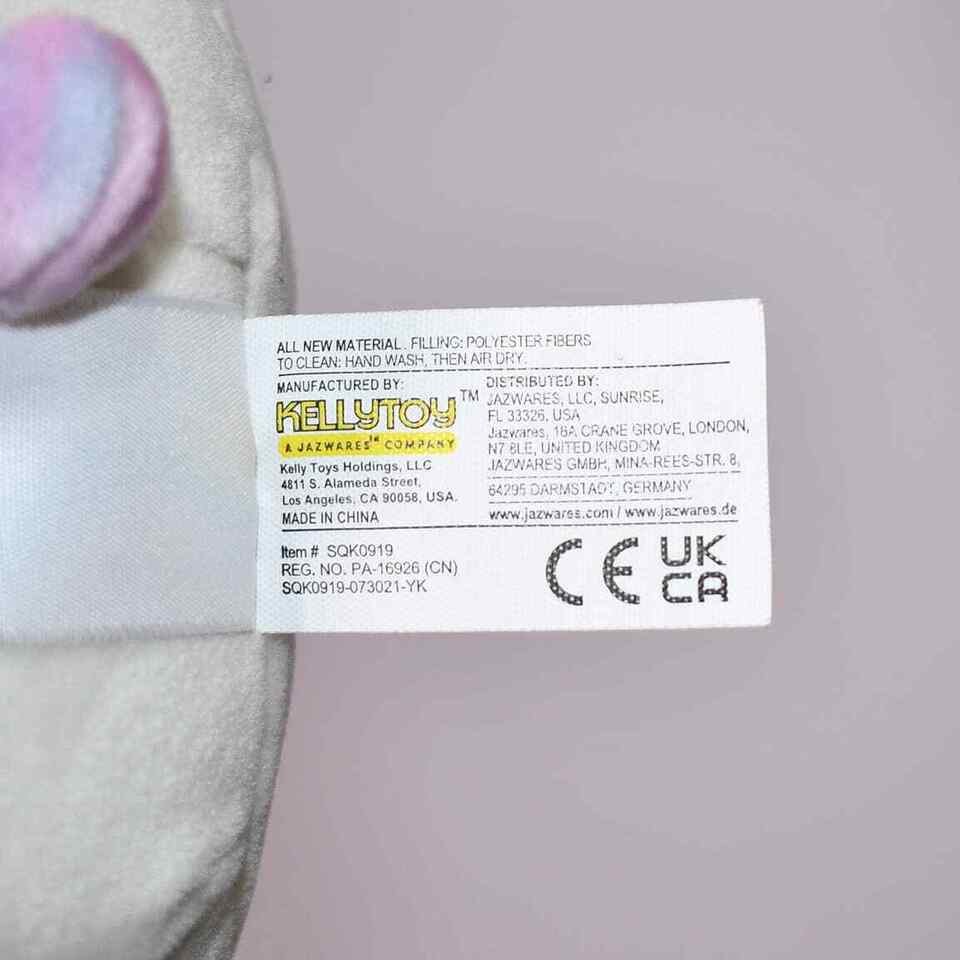 ALL NEW MATERIAL. FILLING: POLYESTER FIBERS
TO CLEAN: HAND WASH, THEN AIR DRY.
MANUFACTURED BY:
KELLYTOY™
A JAZWARES™ COMPANY
Kelly Toys Holdings, LLC
4811 S. Alameda Street,
Los Angeles, CA 90058, USA.
MADE IN CHINA
DISTRIBUTED BY:
JAZWARES, LLC, SUNRISE,
FL 33326, USA
Jazwares, 16A CRANE GROVE, LONDON,
N7 8LE, UNITED KINGDOM
JAZWARES GMBH, MINA-REES-STR. 8,
64295 DARMSTADT, GERMANY
www.jazwares.com / www.jazwares.de
Item # SQK0919
REG. NO. PA-16926 (CN)
SQK0919-073021-YK
CE
UK
CA